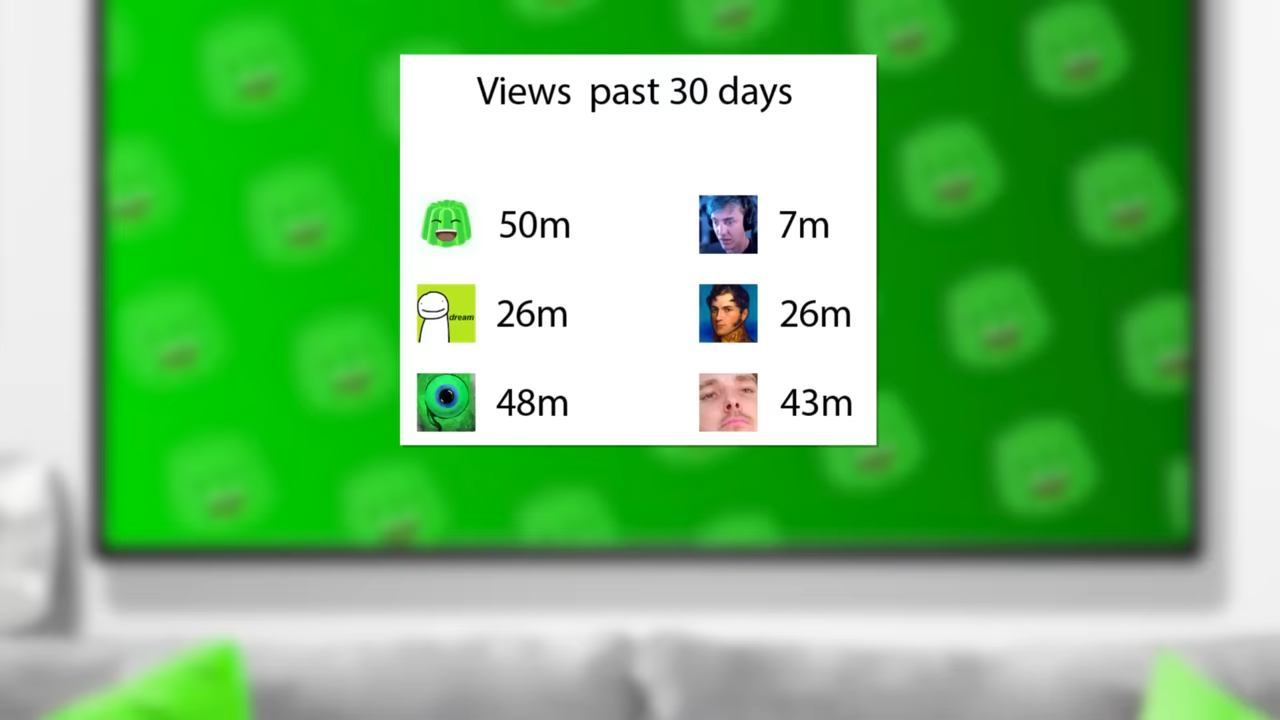 Views past 30 days
50m 7m
dream
26m 26m
48m 43m